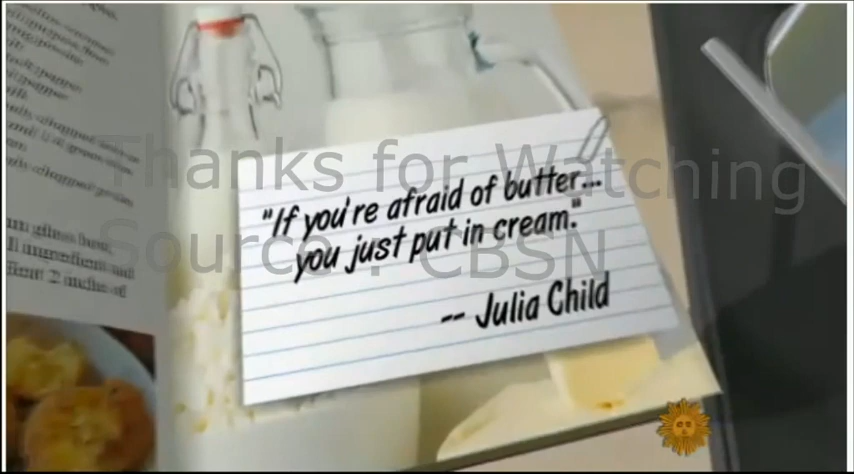 Thanks for Watching
Source : CBSN
"If you're afraid of butter...
you just put in cream."
-- Julia Child